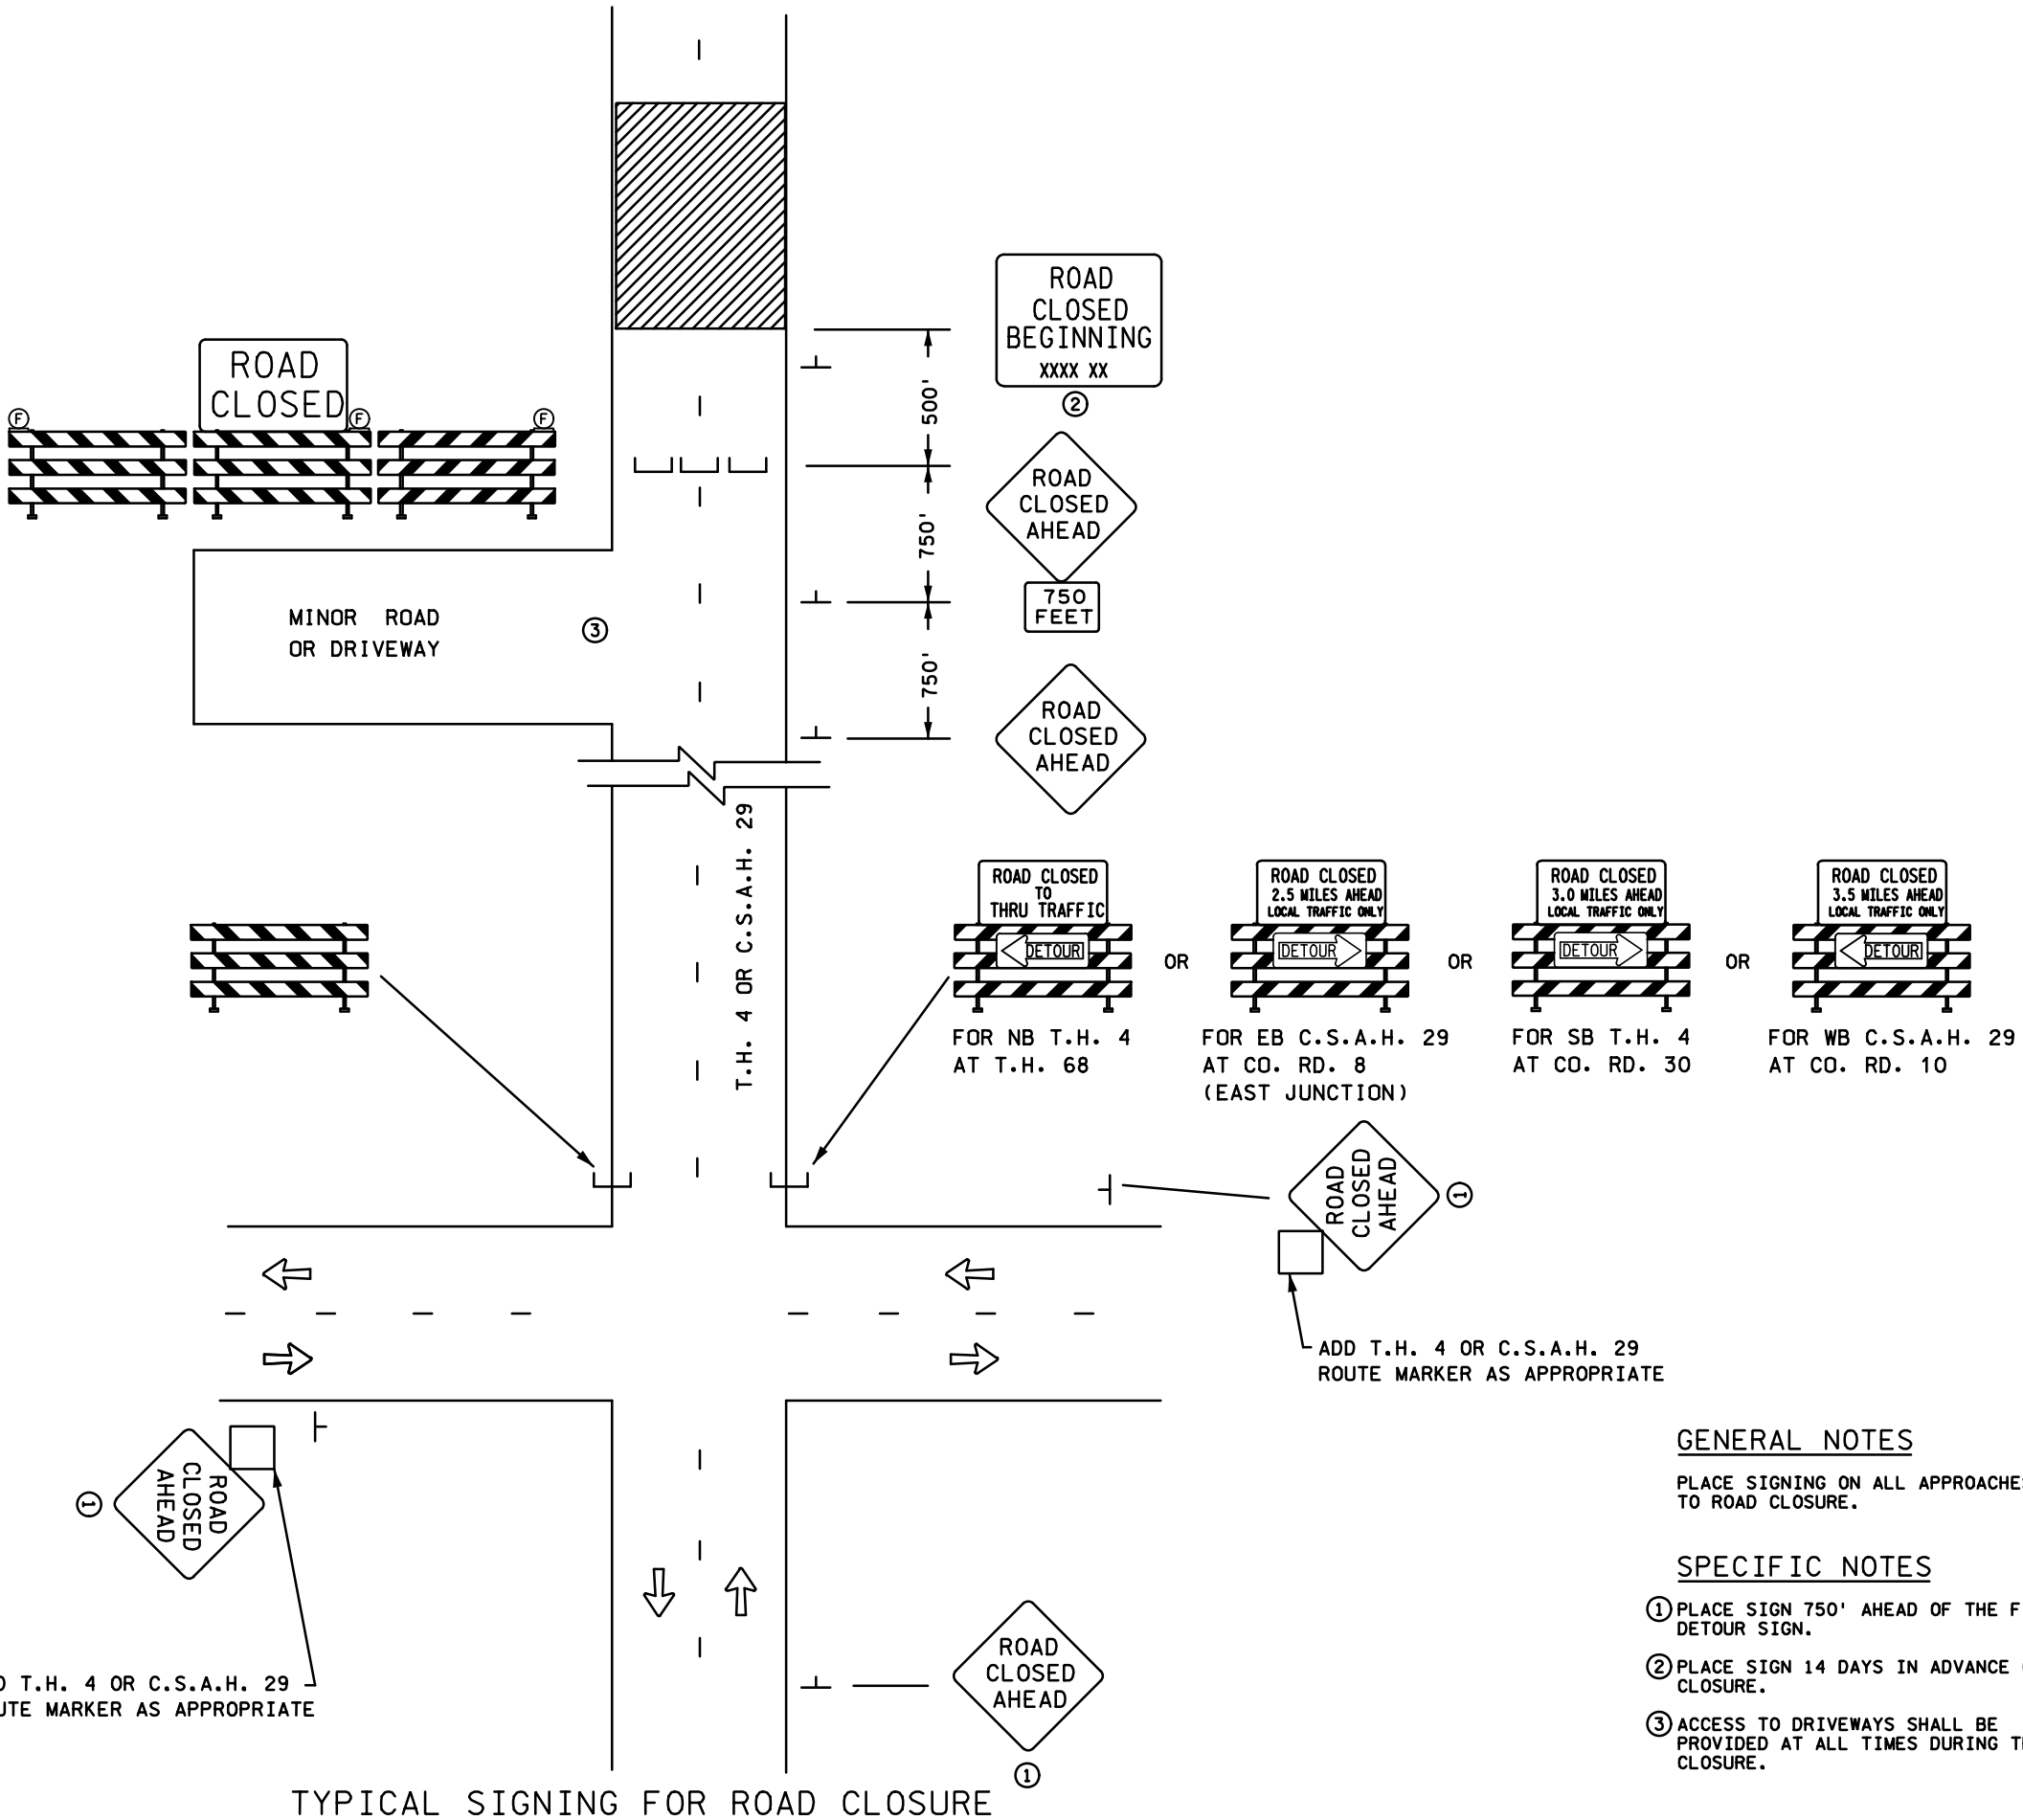 ROAD
CLOSED
BEGINNING
XXXX XX
2
ROAD
CLOSED
F
F
F
500'
ROAD
CLOSED
AHEAD
750
FEET
750'
MINOR ROAD
OR DRIVEWAY
3
750'
ROAD
CLOSED
AHEAD
T.H. 4 OR C.S.A.H. 29
ROAD CLOSED
TO
THRU TRAFFIC
DETOUR
FOR NB T.H. 4
AT T.H. 68
OR
ROAD CLOSED
2.5 MILES AHEAD
LOCAL TRAFFIC ONLY
DETOUR
FOR EB C.S.A.H. 29
AT CO. RD. 8
(EAST JUNCTION)
OR
ROAD CLOSED
3.0 MILES AHEAD
LOCAL TRAFFIC ONLY
DETOUR
FOR SB T.H. 4
AT CO. RD. 30
OR
ROAD CLOSED
3.5 MILES AHEAD
LOCAL TRAFFIC ONLY
DETOUR
FOR WB C.S.A.H. 29
AT CO. RD. 10
ROAD
CLOSED
AHEAD
1
ADD T.H. 4 OR C.S.A.H. 29
ROUTE MARKER AS APPROPRIATE
ROAD
CLOSED
AHEAD
1
T.H. 4 OR C.S.A.H. 29
MARKER AS APPROPRIATE
ROAD
CLOSED
AHEAD
1
GENERAL NOTES
PLACE SIGNING ON ALL APPROACHES
TO ROAD CLOSURE.
SPECIFIC NOTES
1 PLACE SIGN 750' AHEAD OF THE F
DETOUR SIGN.
2 PLACE SIGN 14 DAYS IN ADVANCE
CLOSURE.
3 ACCESS TO DRIVEWAYS SHALL BE
PROVIDED AT ALL TIMES DURING
CLOSURE.
TYPICAL SIGNING FOR ROAD CLOSURE